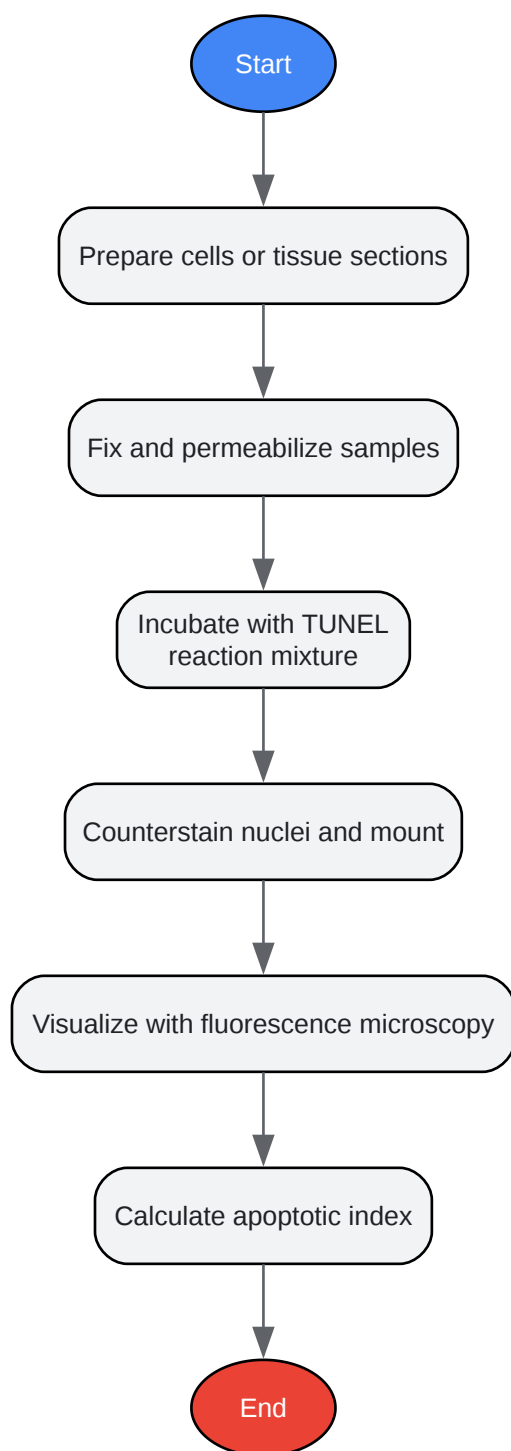 Start
Prepare cells or tissue sections
Fix and permeabilize samples
Incubate with TUNEL
reaction mixture
Counterstain nuclei and mount
Visualize with fluorescence microscopy
Calculate apoptotic index
End